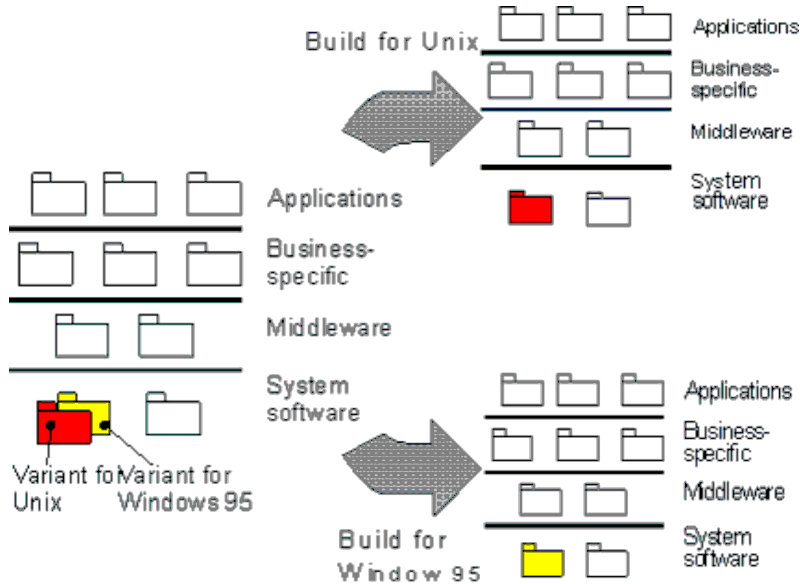 Build for Unix
Applications
Business-
specific
Middleware
System
software
Applications
Business-
specific
Middleware
System
software
Variant for
Unix
Variant for
Windows 95
Applications
Business-
specific
Middleware
System
software
Build for
Window 95